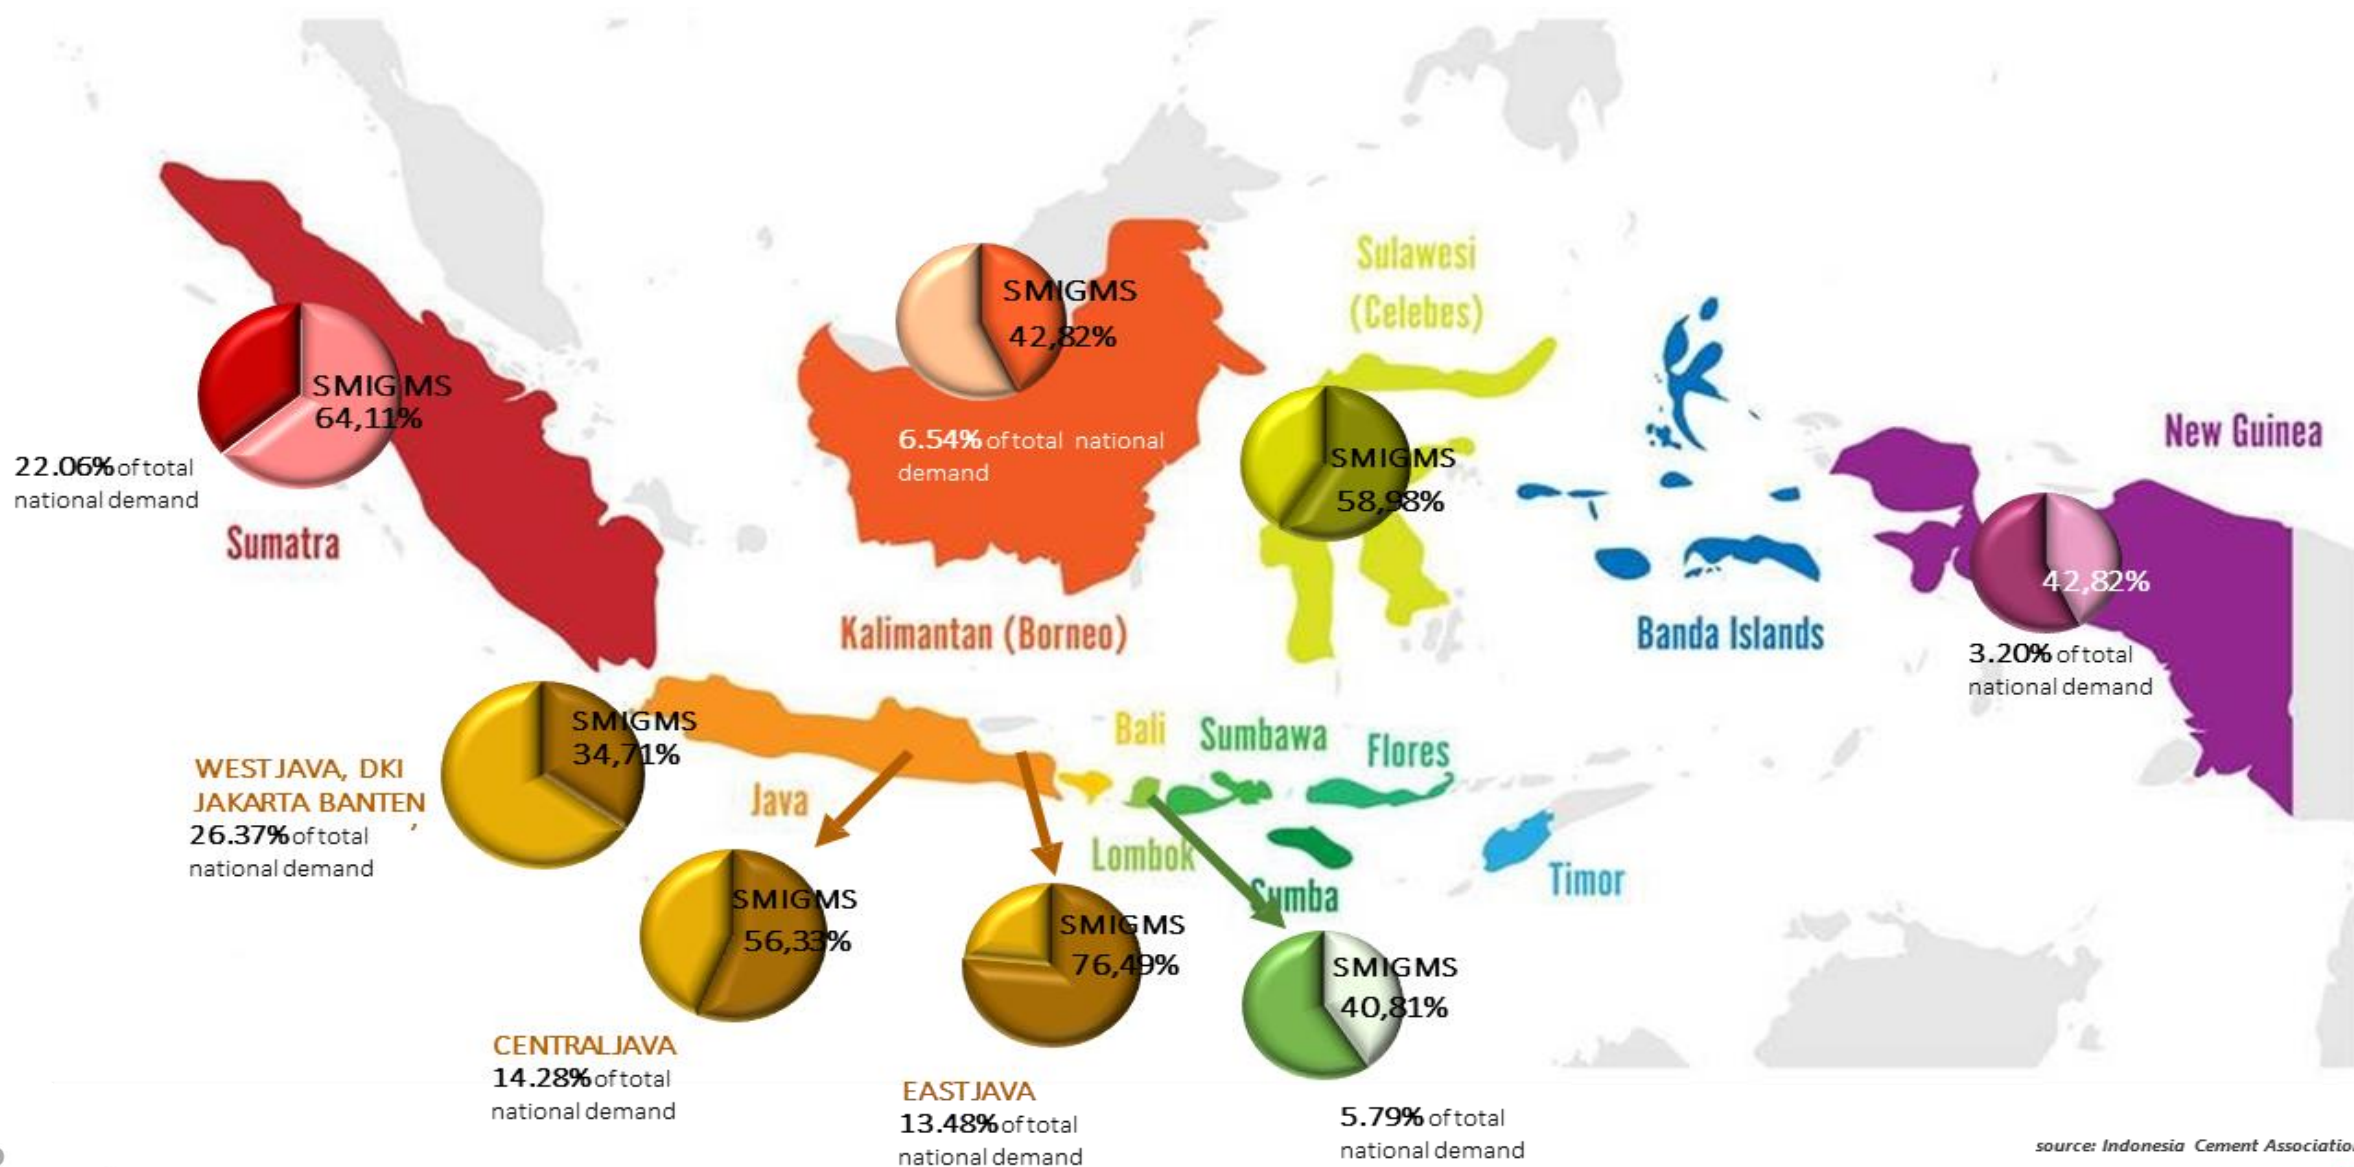 Sulawesi
(Celebes)
SMIGMS
42,82%
SMIGMS
64,11%
New Guinea
6.54% of total national
demand
SMIGMS
58,98%
22.06% of total
national demand
Sumatra
42,82%
Kalimantan (Borneo)
Banda Islands
3.20% of total
national demand
SMIGMS
34,71%
Bali
Sumbawa
Flores
WEST JAVA, DKI
JAKARTA BANTEN
,
26.37% of total
national demand
Java
Lombok
Sumba
Timor
SMIGMS
56,33%
SMIGMS
76,49%
SMIGMS
40,81%
CENTRAL JAVA
14.28% of total
national demand
EAST JAVA
13.48% of total
national demand
5.79% of total
national demand
source: Indonesia Cement Associatio